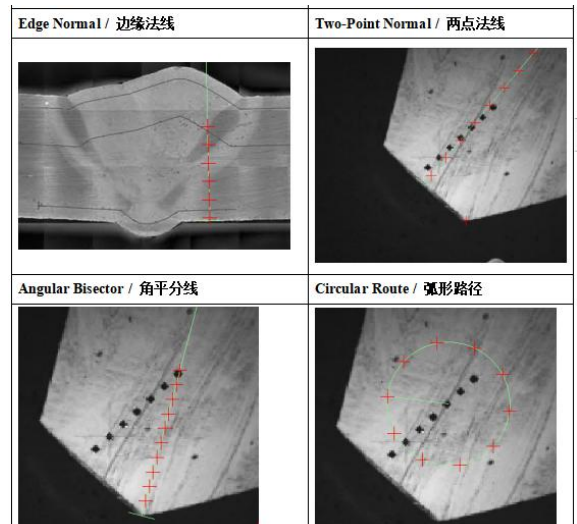 Edge Normal / 边缘法线
Two-Point Normal / 两点法线
Angular Bisector / 角平分线
Circular Route / 弧形路径